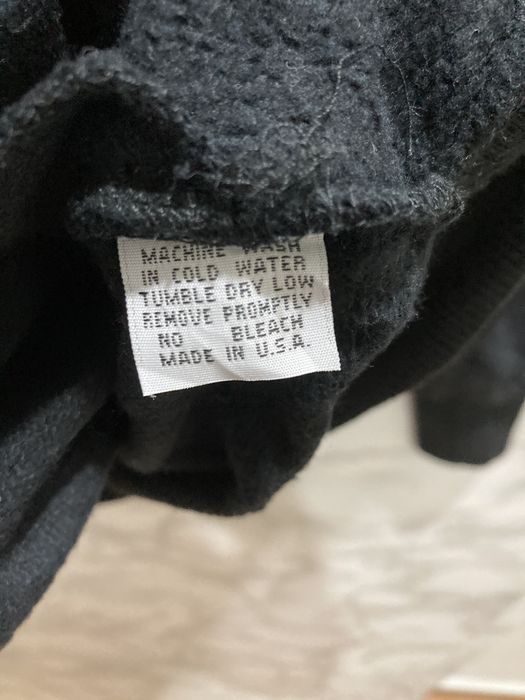 MACHINE WASH
IN COLD WATER
TUMBLE DRY LOW
REMOVE PROMPTLY
NO BLEACH
MADE IN U.S.A.